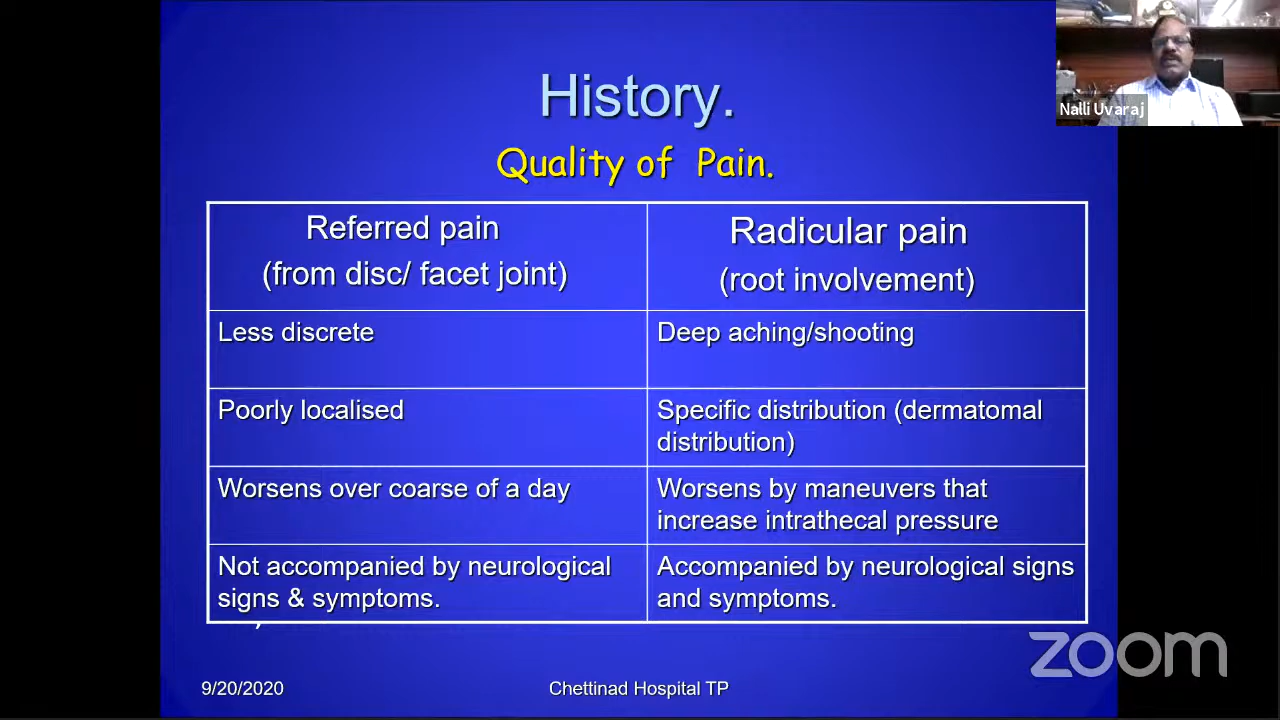 History.
Nalli Uvaraj
Quality of Pain.
Referred pain
(from disc/ facet joint)
Radicular pain
(root involvement)
Less discrete
Deep aching/shooting
Poorly localised
Specific distribution (dermatomal
distribution)
Worsens over coarse of a day
Worsens by maneuvers that
increase intrathecal pressure
Not accompanied by neurological
signs & symptoms.
Accompanied by neurological signs
and symptoms.
zoom
9/20/2020
Chettinad Hospital TP